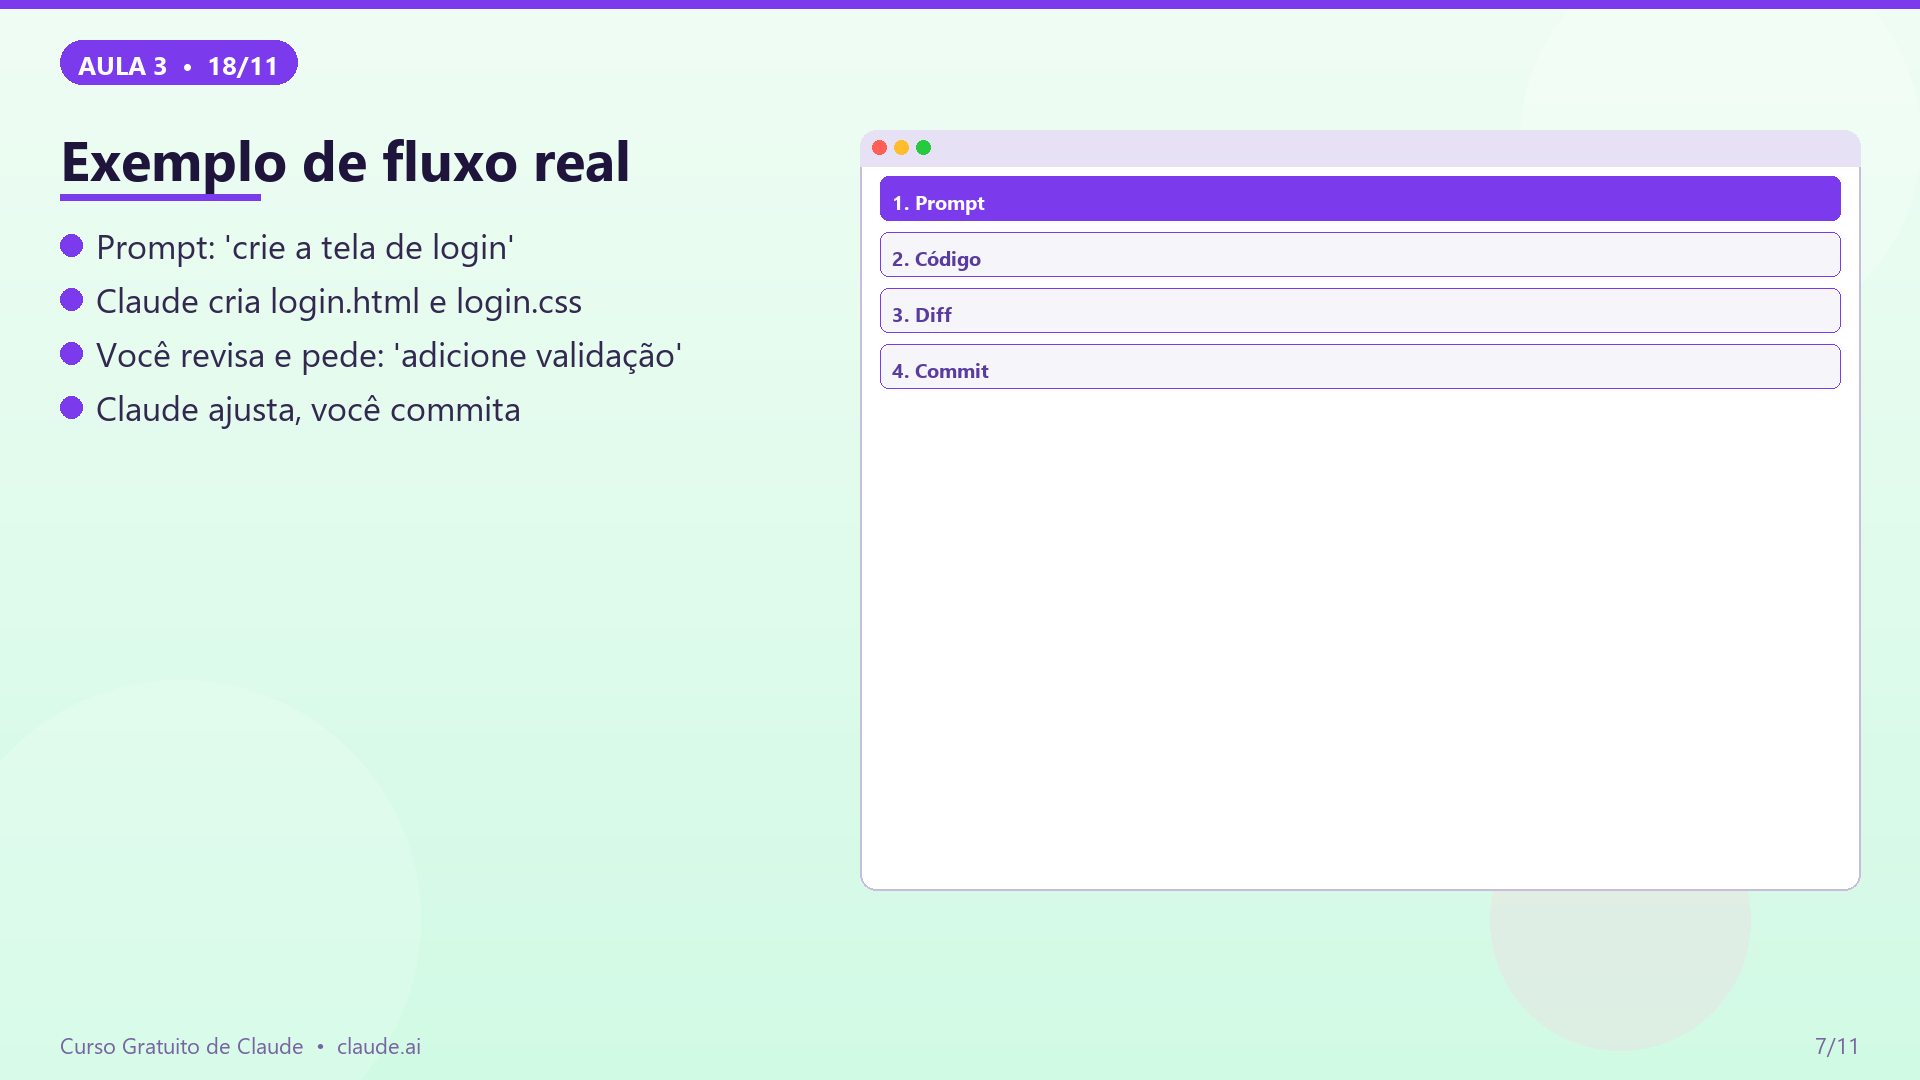 AULA 3 • 18/11
Exemplo de fluxo real
Prompt: 'crie a tela de login'
Claude cria login.html e login.css
Você revisa e pede: 'adicione validação'
Claude ajusta, você commita
1. Prompt
2. Código
3. Diff
4. Commit
Curso Gratuito de Claude • claude.ai
7/11